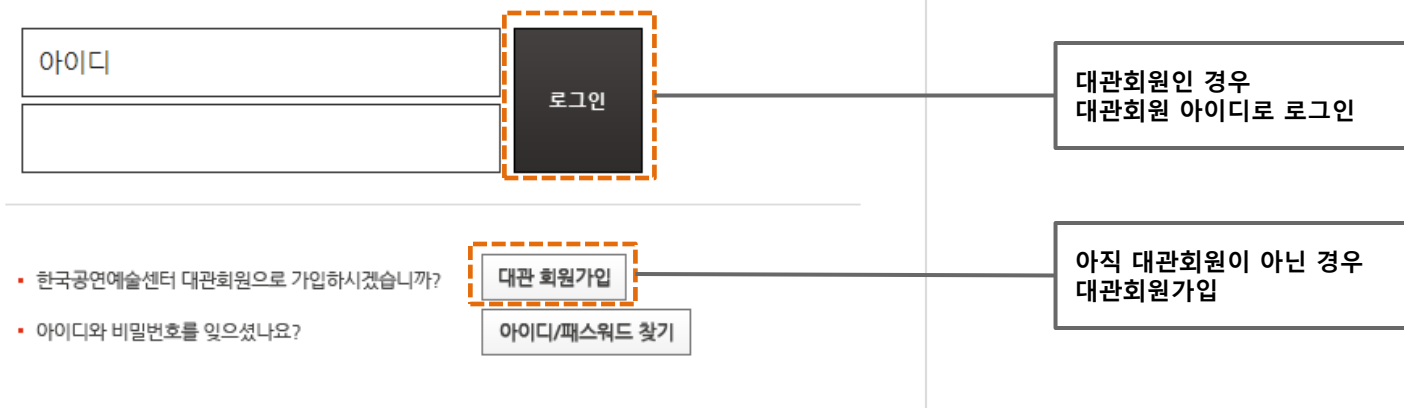 아이디
로그인
대관회원인 경우
대관회원 아이디로 로그인
한국공연예술센터 대관회원으로 가입하시겠습니까?
대관 회원가입
아직 대관회원이 아닌 경우
대관회원가입
아이디와 비밀번호를 잊으셨나요?
아이디/패스워드 찾기